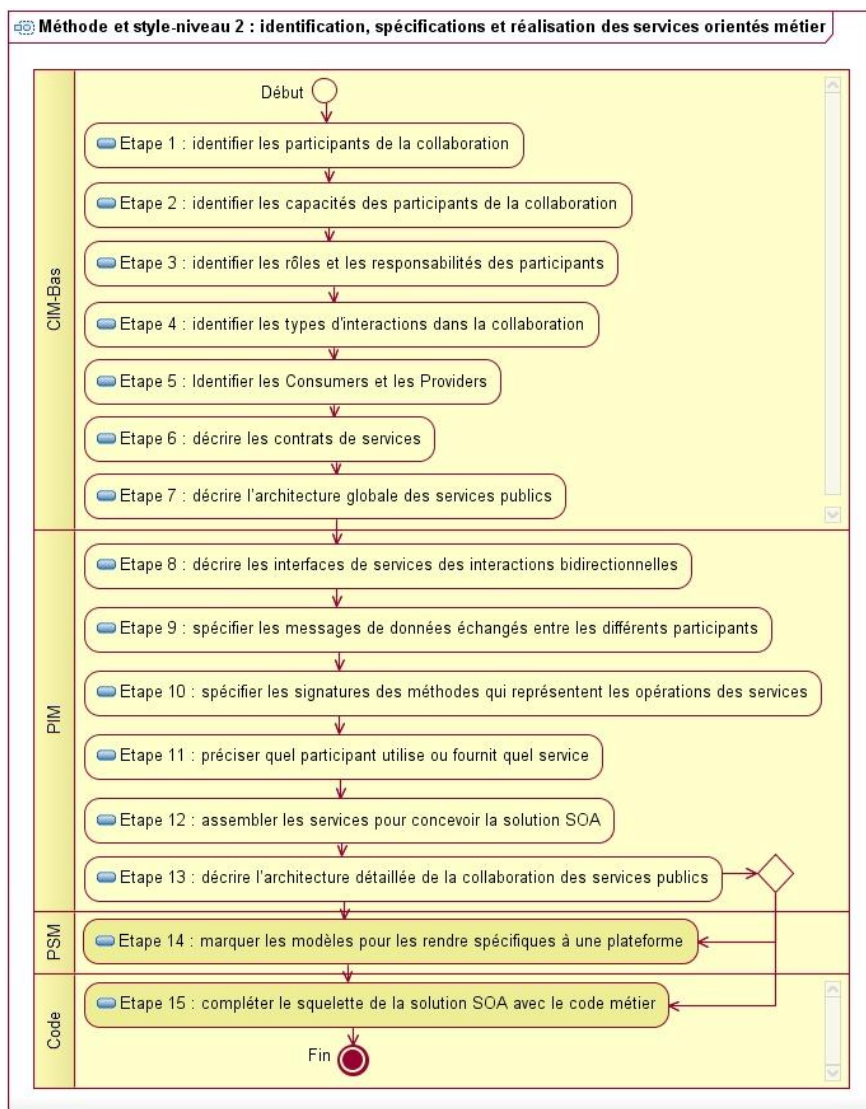 Méthode et style-niveau 2 : identification, spécifications et réalisation des services orientés métier
Début
CIM-Bas
Etape 1 : identifier les participants de la collaboration
Etape 2 : identifier les capacités des participants de la collaboration
Etape 3 : identifier les rôles et les responsabilités des participants
Etape 4 : identifier les types d'interactions dans la collaboration
Etape 5 : Identifier les Consumers et les Providers
Etape 6 : décrire les contrats de services
Etape 7 : décrire l'architecture globale des services publics
PIM
Etape 8 : décrire les interfaces de services des interactions bidirectionnelles
Etape 9 : spécifier les messages de données échangés entre les différents participants
Etape 10 : spécifier les signatures des méthodes qui représentent les opérations des services
Etape 11 : préciser quel participant utilise ou fournit quel service
Etape 12 : assembler les services pour concevoir la solution SOA
Etape 13 : décrire l'architecture détaillée de la collaboration des services publics
PSM
Etape 14 : marquer les modèles pour les rendre spécifiques à une plateforme
Code
Etape 15 : compléter le squelette de la solution SOA avec le code métier
Fin